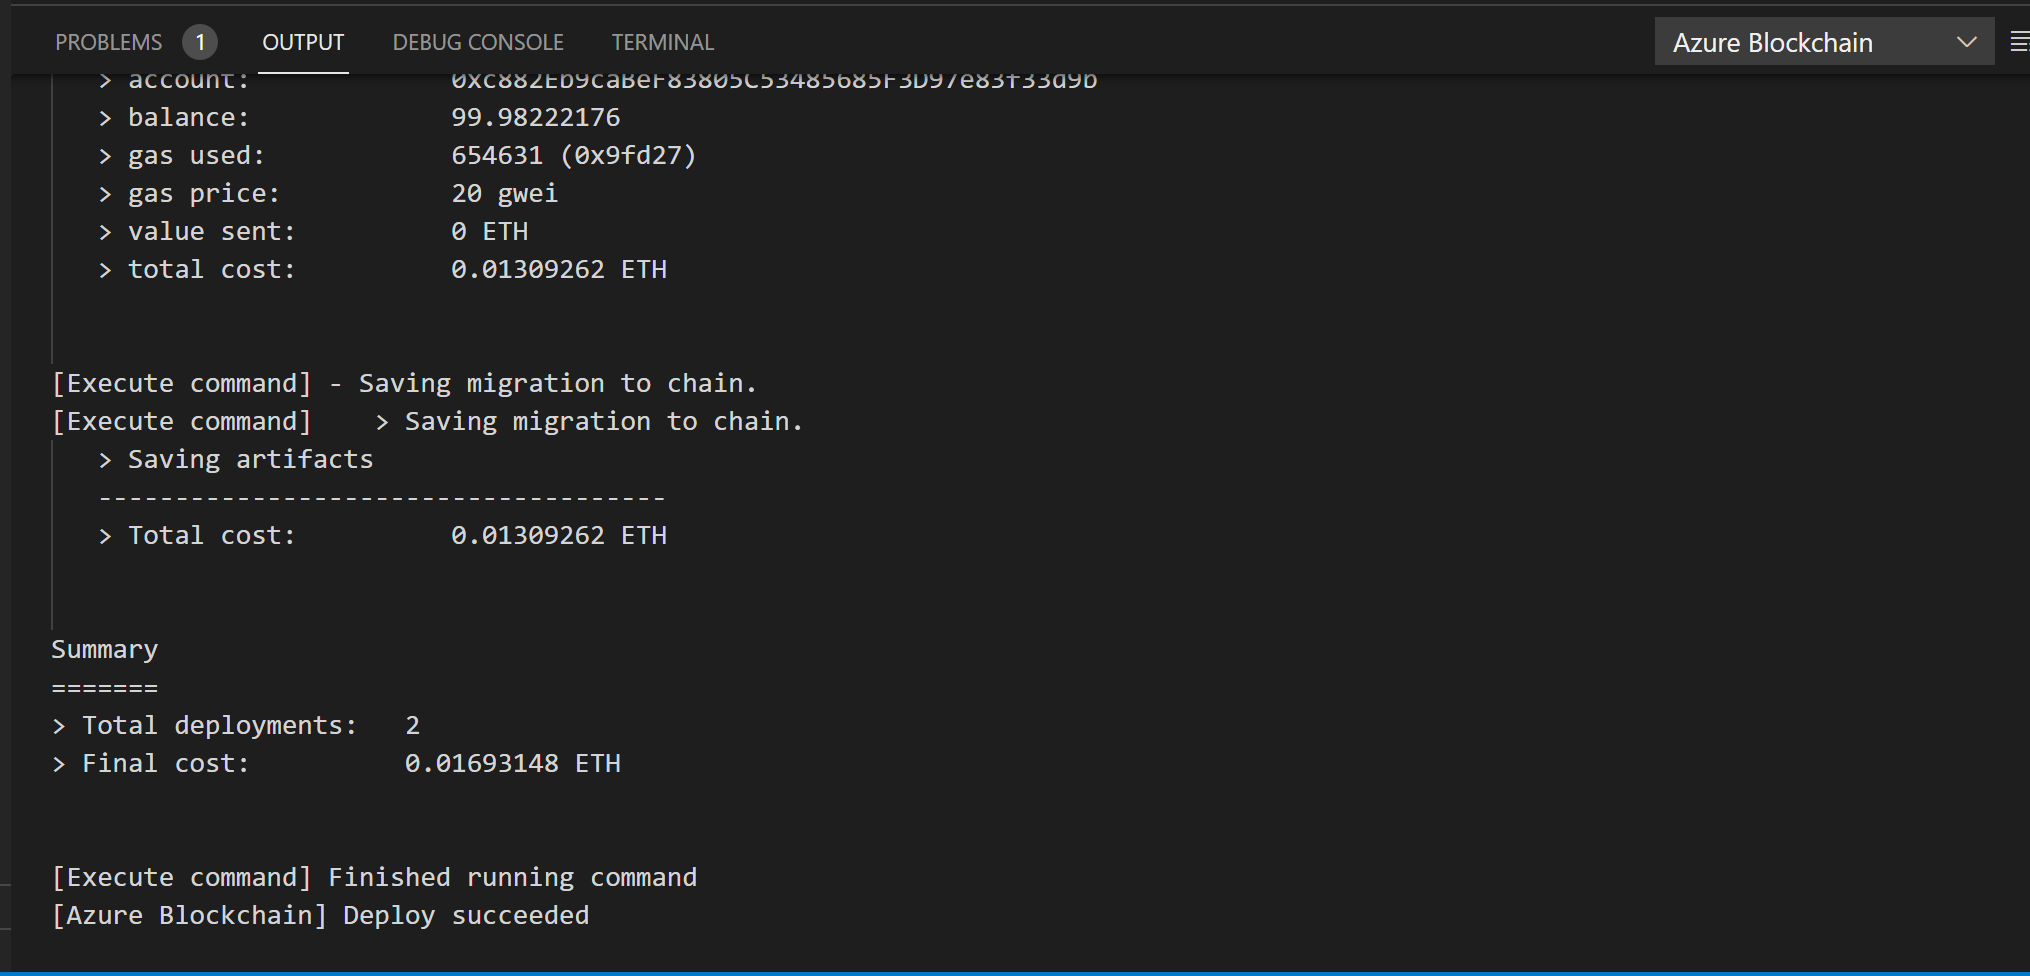 PROBLEMS 1 OUTPUT DEBUG CONSOLE TERMINAL Azure Blockchain
> account: 0xc882Eb9caBeF83805C53485685F3D97e83f33d9b
> balance: 99.98222176
> gas used: 654631 (0x9fd27)
> gas price: 20 gwei
> value sent: 0 ETH
> total cost: 0.01309262 ETH
[Execute command] - Saving migration to chain.
[Execute command] > Saving migration to chain.
> Saving artifacts
-------------------------------------
> Total cost: 0.01309262 ETH
Summary
=======
> Total deployments: 2
> Final cost: 0.01693148 ETH
[Execute command] Finished running command
[Azure Blockchain] Deploy succeeded